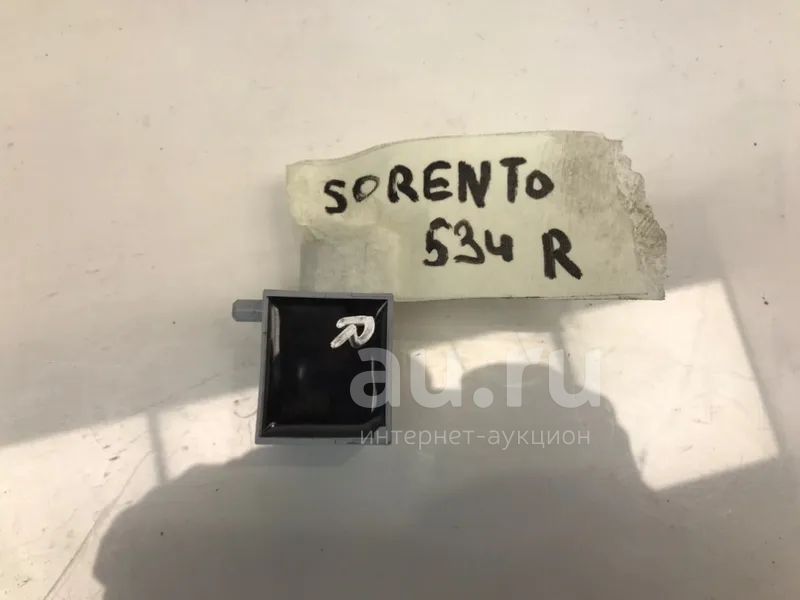 SORENTO
534 R
R
au.ru
интернет-аукцион